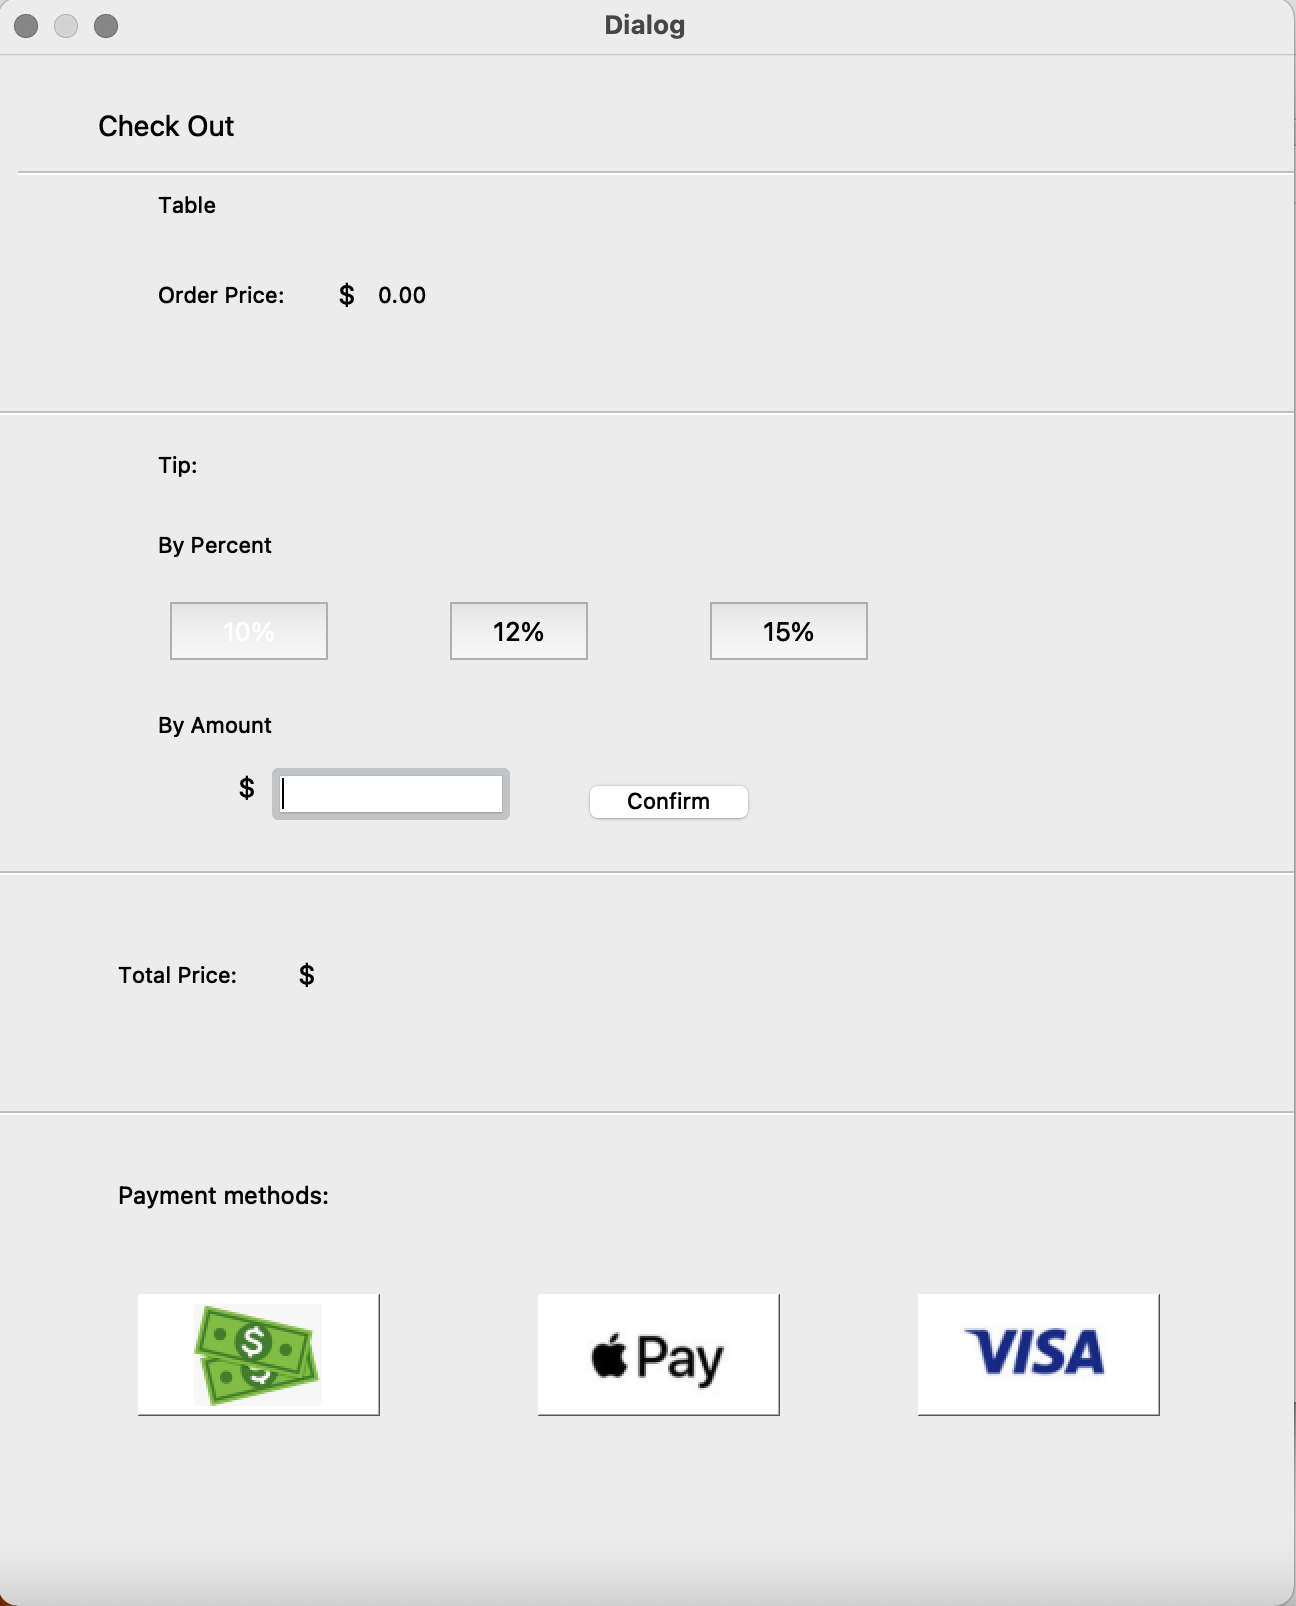 Dialog
Check Out
Table
Order Price: $ 0.00
Tip:
By Percent
10% 12% 15%
By Amount
$ Confirm
Total Price: $
Payment methods:
$ $ Pay VISA